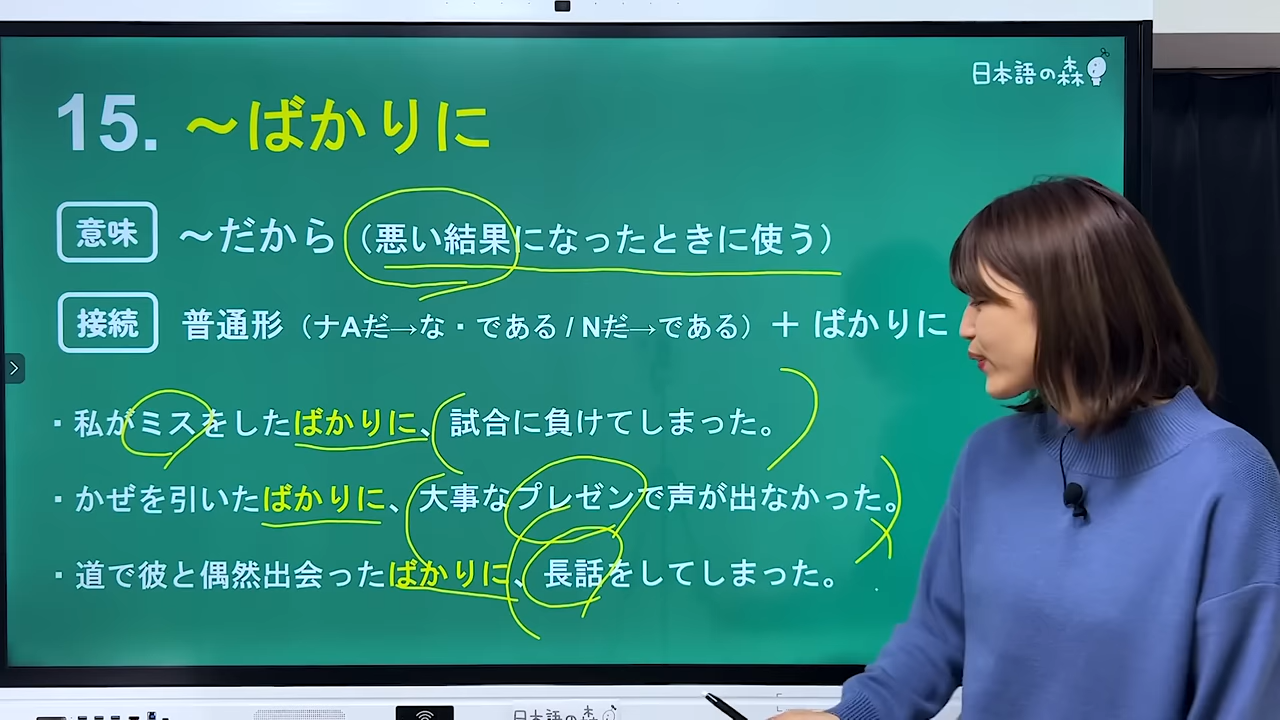 日本語の森
15. 〜ばかりに
意味 〜だから（悪い結果になったときに使う）
接続 普通形（ナAだ→な・である / Nだ→である）＋ ばかりに
・私がミスをしたばかりに、試合に負けてしまった。
・かぜを引いたばかりに、大事なプレゼンで声が出なかった。
・道で彼と偶然出会ったばかりに、長話をしてしまった。
日本語の森